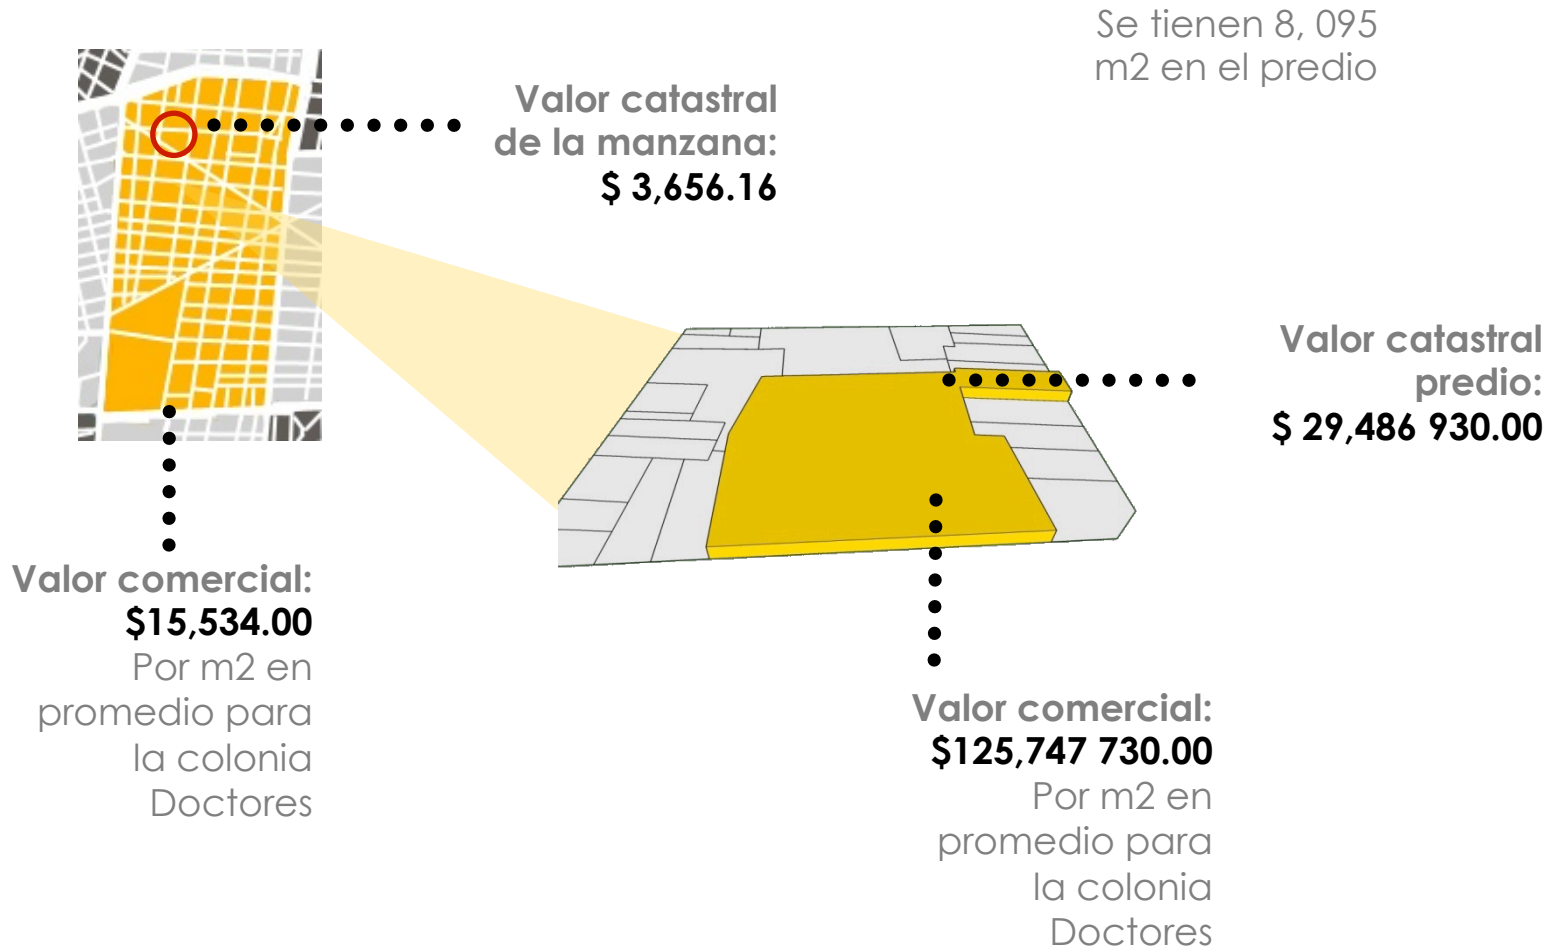 Se tienen 8, 095
m2 en el predio
Valor catastral
de la manzana:
$ 3,656.16
Valor catastral
predio:
$ 29,486 930.00
Valor comercial:
$15,534.00
Por m2 en
promedio para
la colonia
Doctores
Valor comercial:
$125,747 730.00
Por m2 en
promedio para
la colonia
Doctores